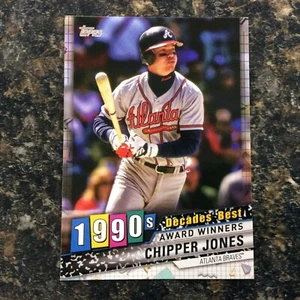 Topps
Atlanta
1990s Decades' Best
AWARD WINNERS
CHIPPER JONES
ATLANTA BRAVES